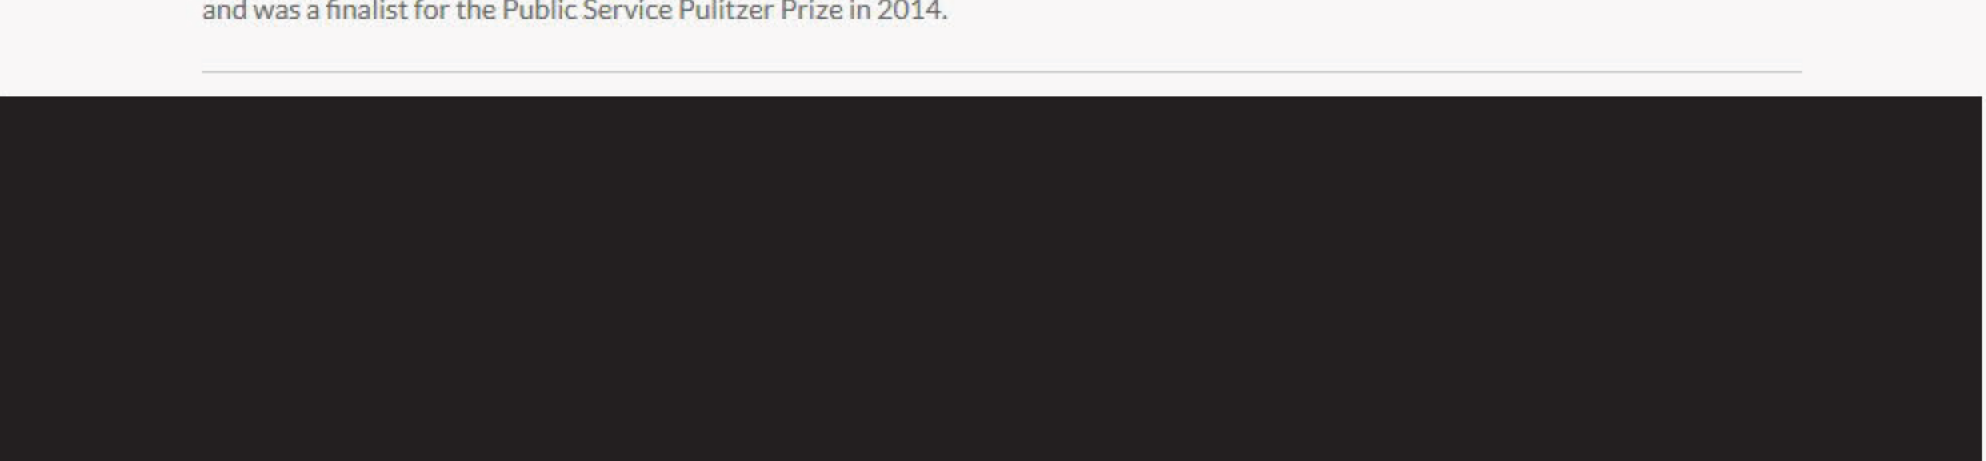 and was a finalist for the Public Service Pulitzer Prize in 2014.